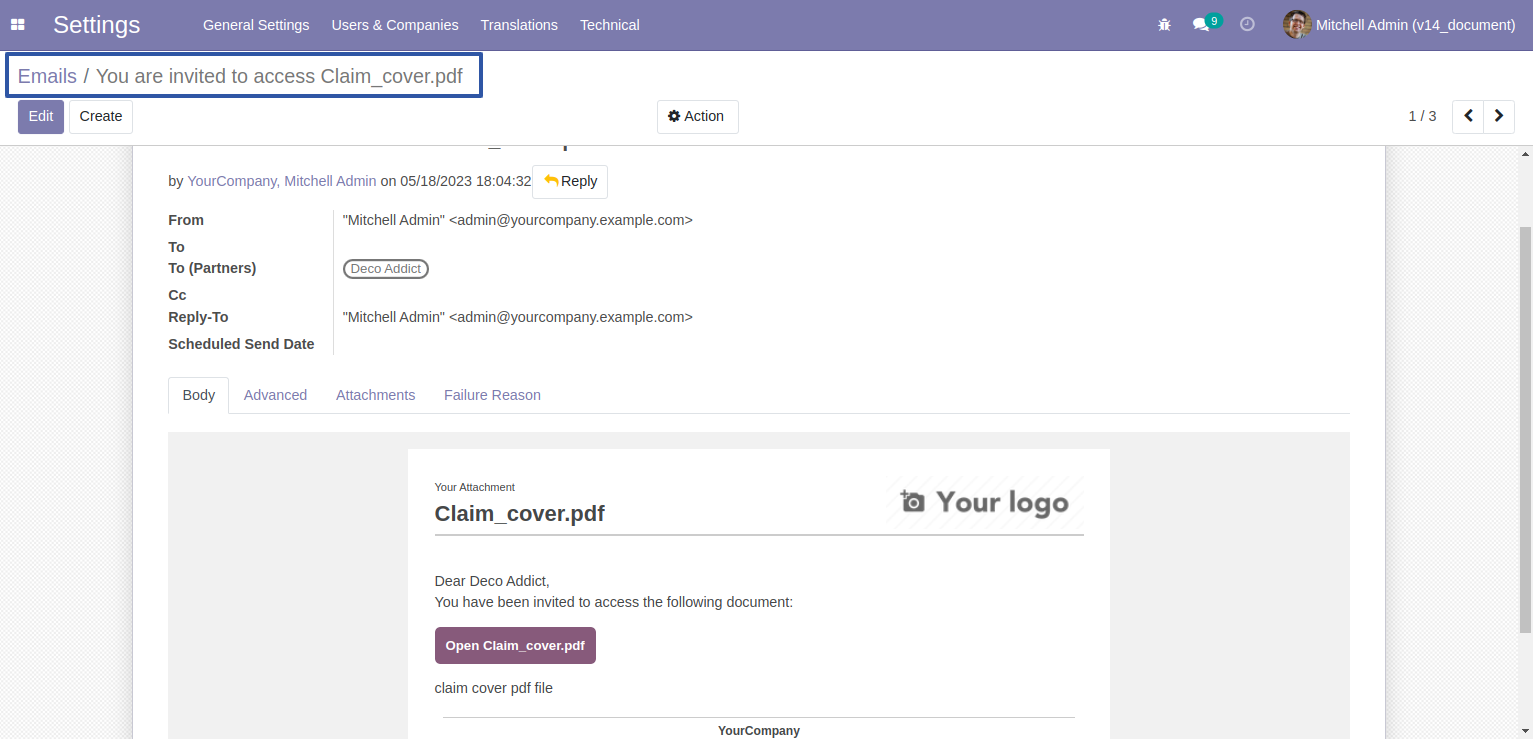 Settings General Settings Users & Companies Translations Technical 9 Mitchell Admin (v14_document)
Emails / You are invited to access Claim_cover.pdf
Edit Create Action 1 / 3
by YourCompany, Mitchell Admin on 05/18/2023 18:04:32 Reply
From "Mitchell Admin" <admin@yourcompany.example.com>
To
To (Partners) Deco Addict
Cc
Reply-To "Mitchell Admin" <admin@yourcompany.example.com>
Scheduled Send Date
Body Advanced Attachments Failure Reason
Your Attachment
Claim_cover.pdf
Your logo
Dear Deco Addict,
You have been invited to access the following document:
Open Claim_cover.pdf
claim cover pdf file
YourCompany